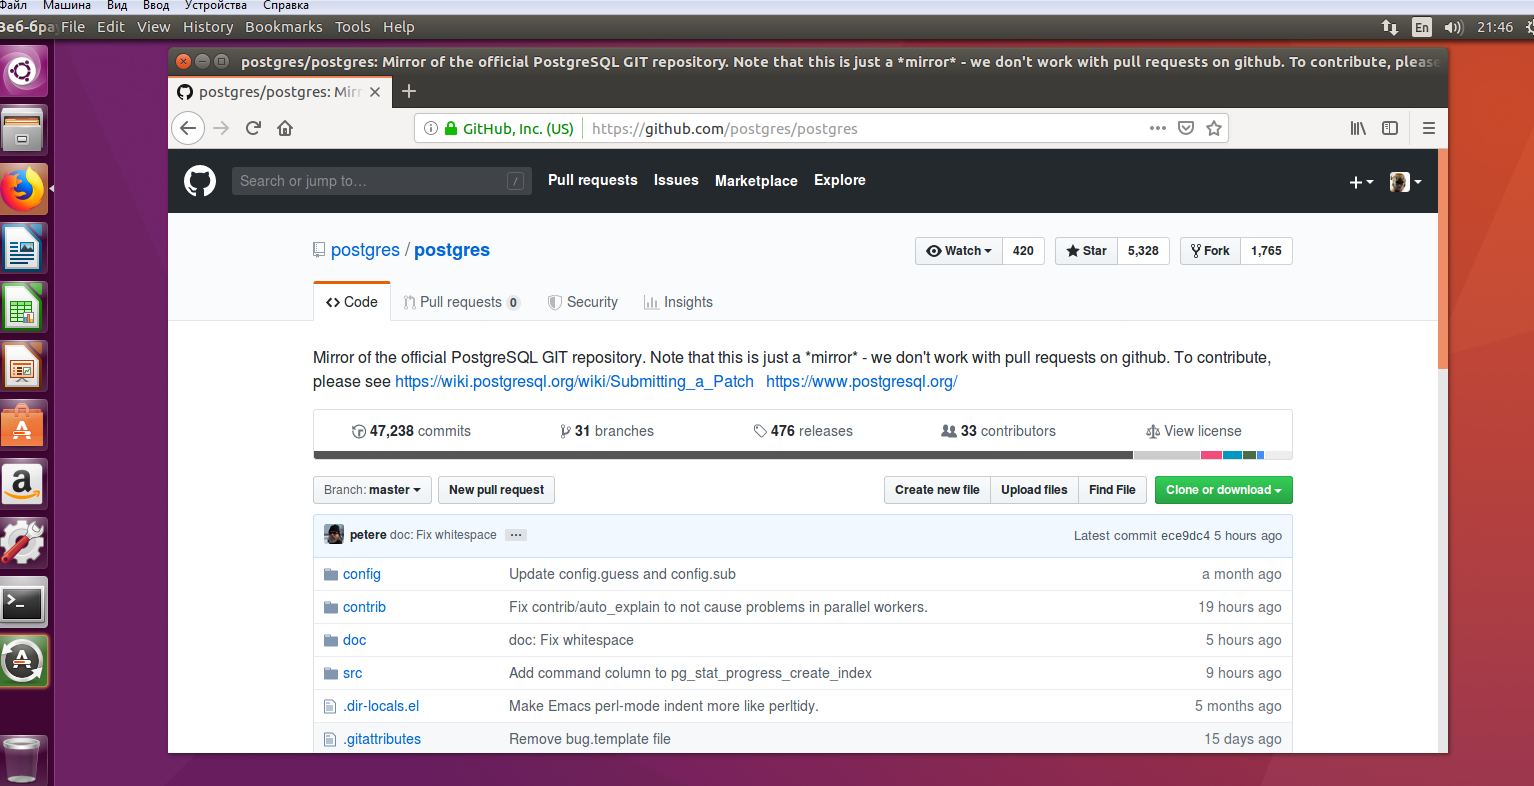 Файл Машина Вид Ввод Устройства Справка
Веб-бра File Edit View History Bookmarks Tools Help En 21:46
postgres/postgres: Mirror of the official PostgreSQL GIT repository. Note that this is just a *mirror* - we don't work with pull requests on github. To contribute, please
postgres/postgres: Mirr
GitHub, Inc. (US) https://github.com/postgres/postgres
Search or jump to… / Pull requests Issues Marketplace Explore
postgres / postgres Watch 420 Star 5,328 Fork 1,765
Code Pull requests 0 Security Insights
Mirror of the official PostgreSQL GIT repository. Note that this is just a *mirror* - we don't work with pull requests on github. To contribute,
please see https://wiki.postgresql.org/wiki/Submitting_a_Patch https://www.postgresql.org/
47,238 commits 31 branches 476 releases 33 contributors View license
Branch: master New pull request Create new file Upload files Find File Clone or download
petere doc: Fix whitespace ... Latest commit ece9dc4 5 hours ago
config Update config.guess and config.sub a month ago
contrib Fix contrib/auto_explain to not cause problems in parallel workers. 19 hours ago
doc doc: Fix whitespace 5 hours ago
src Add command column to pg_stat_progress_create_index 9 hours ago
.dir-locals.el Make Emacs perl-mode indent more like perltidy. 5 months ago
.gitattributes Remove bug.template file 15 days ago